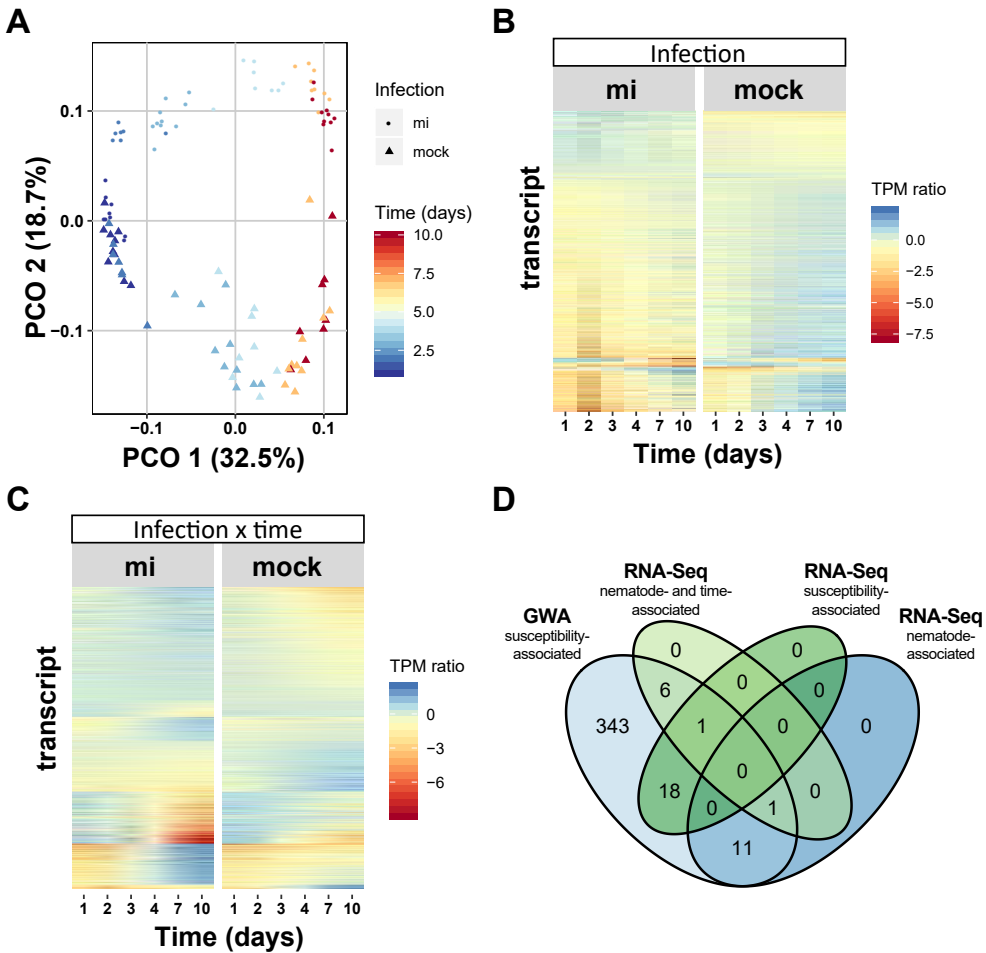 A
PCO 2 (18.7%)
0.1
0.0
−0.1
−0.1
0.0
0.1
PCO 1 (32.5%)
Infection
mi
mock
Time (days)
10.0
7.5
5.0
2.5
B
Infection
mi
mock
transcript
1 2 3 4 7 10
1 2 3 4 7 10
Time (days)
TPM ratio
0.0
−2.5
−5.0
−7.5
C
Infection x time
mi
mock
transcript
1 2 3 4 7 10
1 2 3 4 7 10
Time (days)
TPM ratio
0
−3
−6
D
GWA
susceptibility-
associated
RNA-Seq
nematode- and time-
associated
RNA-Seq
susceptibility-
associated
RNA-Seq
nematode-
associated
0
0
6
0
0
343
1
0
0
0
18
0
1
0
11